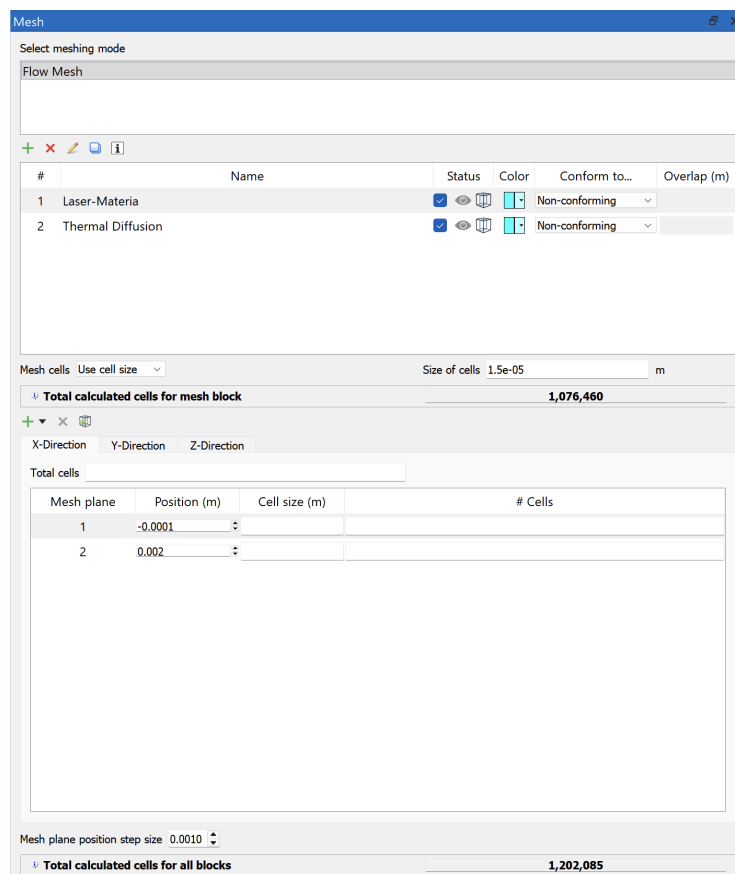 Mesh
Select meshing mode
Flow Mesh
# Name Status Color Conform to... Overlap (m)
1 Laser-Materia Non-conforming
2 Thermal Diffusion Non-conforming
Mesh cells Use cell size Size of cells 1.5e-05 m
Total calculated cells for mesh block 1,076,460
X-Direction Y-Direction Z-Direction
Total cells
Mesh plane Position (m) Cell size (m) # Cells
1 -0.0001
2 0.002
Mesh plane position step size 0.0010
Total calculated cells for all blocks 1,202,085